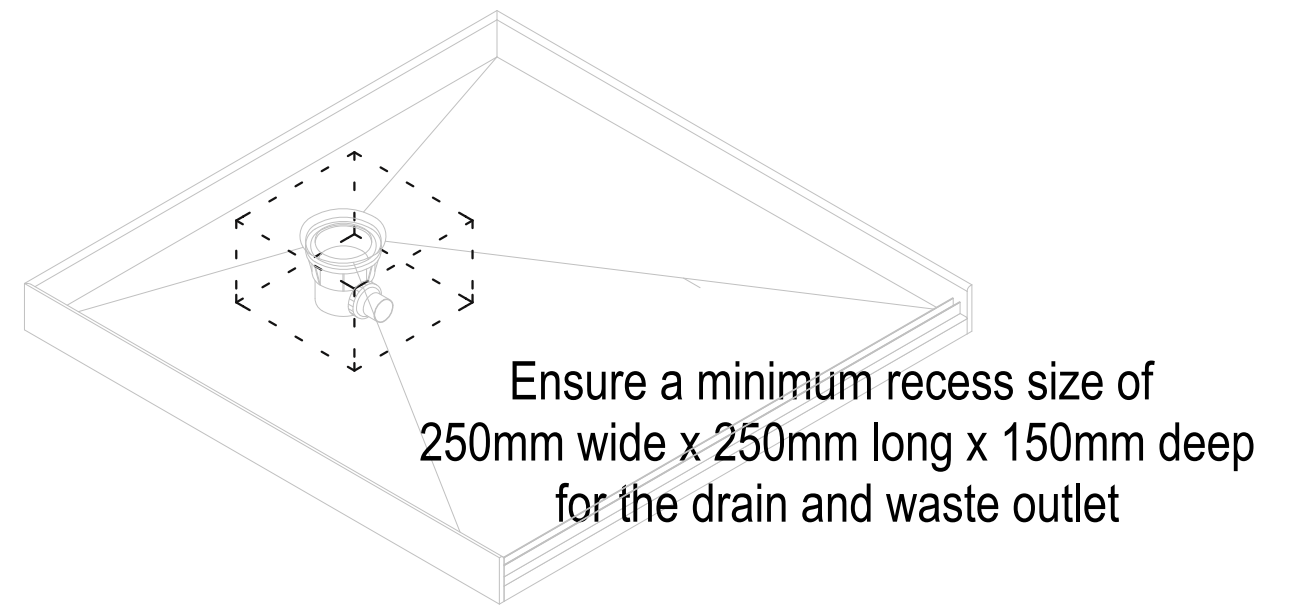 Ensure a minimum recess size of
250mm wide x 250mm long x 150mm deep
for the drain and waste outlet